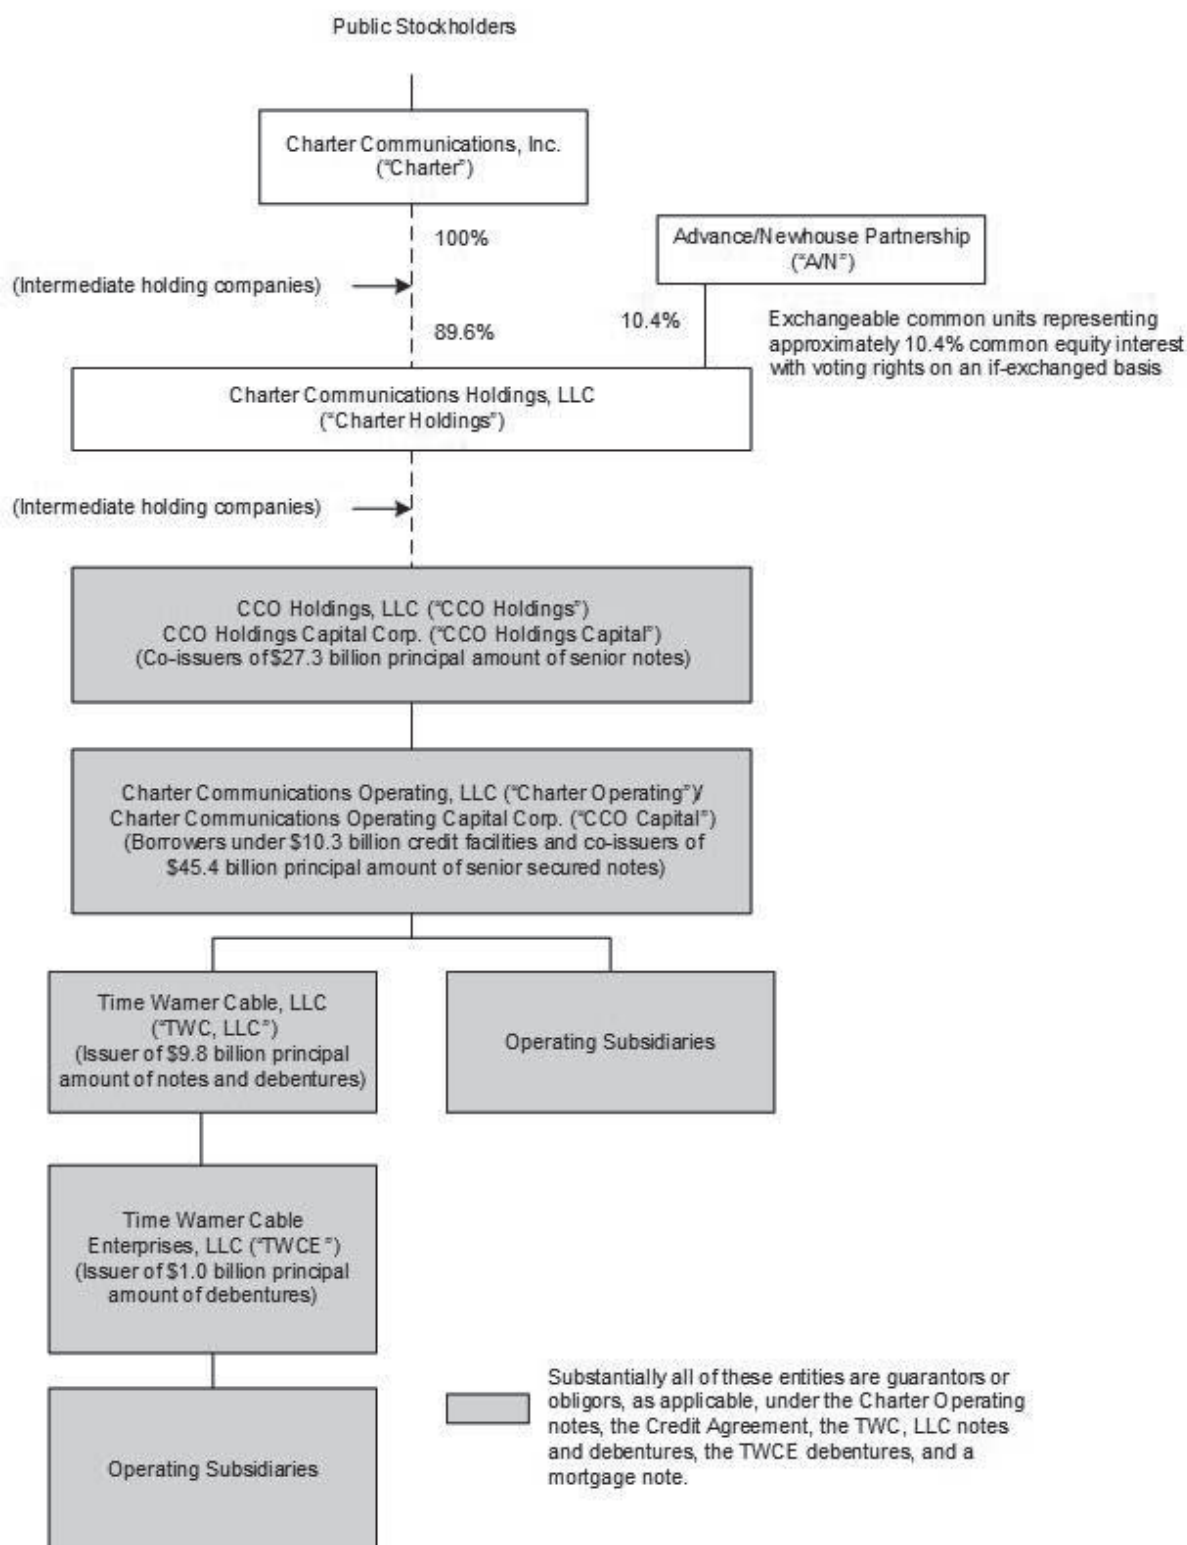 Public Stockholders
Charter Communications, Inc.
("Charter")
100%
Advance/Newhouse Partnership
("A/N")
(Intermediate holding companies)
89.6%
10.4%
Exchangeable common units representing
approximately 10.4% common equity interest
with voting rights on an if-exchanged basis
Charter Communications Holdings, LLC
("Charter Holdings")
(Intermediate holding companies)
CCO Holdings, LLC ("CCO Holdings")
CCO Holdings Capital Corp. ("CCO Holdings Capital")
(Co-issuers of $27.3 billion principal amount of senior notes)
Charter Communications Operating, LLC ("Charter Operating")/
Charter Communications Operating Capital Corp. ("CCO Capital")
(Borrowers under $10.3 billion credit facilities and co-issuers of
$45.4 billion principal amount of senior secured notes)
Time Warner Cable, LLC
("TWC, LLC")
(Issuer of $9.8 billion principal
amount of notes and debentures)
Operating Subsidiaries
Time Warner Cable
Enterprises, LLC ("TWCE")
(Issuer of $1.0 billion principal
amount of debentures)
Operating Subsidiaries
Substantially all of these entities are guarantors or
obligors, as applicable, under the Charter Operating
notes, the Credit Agreement, the TWC, LLC notes
and debentures, the TWCE debentures, and a
mortgage note.